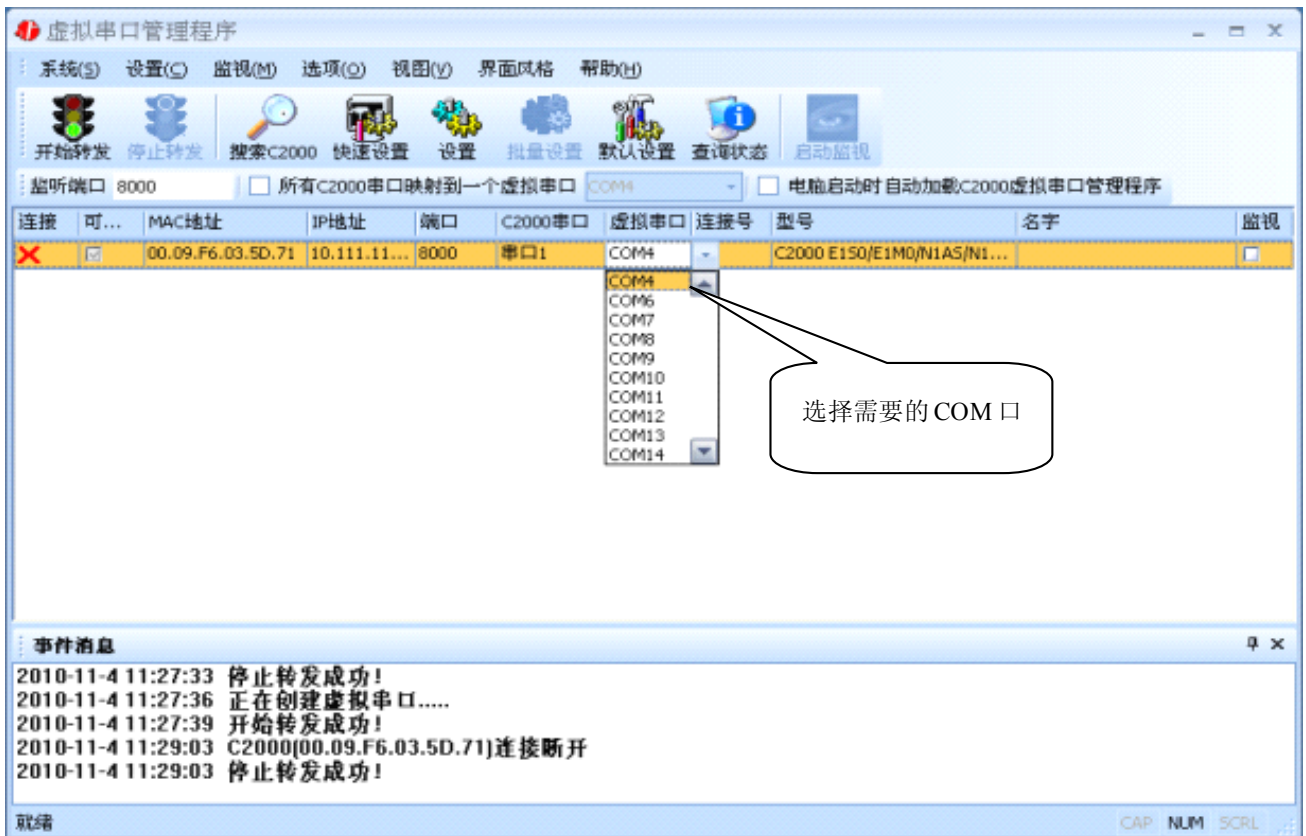 虚拟串口管理程序
系统(S) 设置(C) 监视(M) 选项(O) 视图(V) 界面风格 帮助(H)
开始转发 停止转发 搜索C2000 快速设置 设置 批量设置 默认设置 查询状态 启动监视
监听端口 8000 所有C2000串口映射到一个虚拟串口 COM4 电脑启动时自动加载C2000虚拟串口管理程序
连接 可... MAC地址 IP地址 端口 C2000串口 虚拟串口 连接号 型号 名字 监视
00.09.F6.03.5D.71 10.111.11... 8000 串口1 COM4 C2000 E1S0/E1M0/N1AS/N1...
COM4
COM6
COM7
COM8
COM9
COM10
COM11
COM12
COM13
COM14
选择需要的COM口
事件消息
2010-11-4 11:27:33 停止转发成功!
2010-11-4 11:27:36 正在创建虚拟串口.....
2010-11-4 11:27:39 开始转发成功!
2010-11-4 11:29:03 C2000(00.09.F6.03.5D.71)连接断开
2010-11-4 11:29:03 停止转发成功!
就绪 CAP NUM SCRL